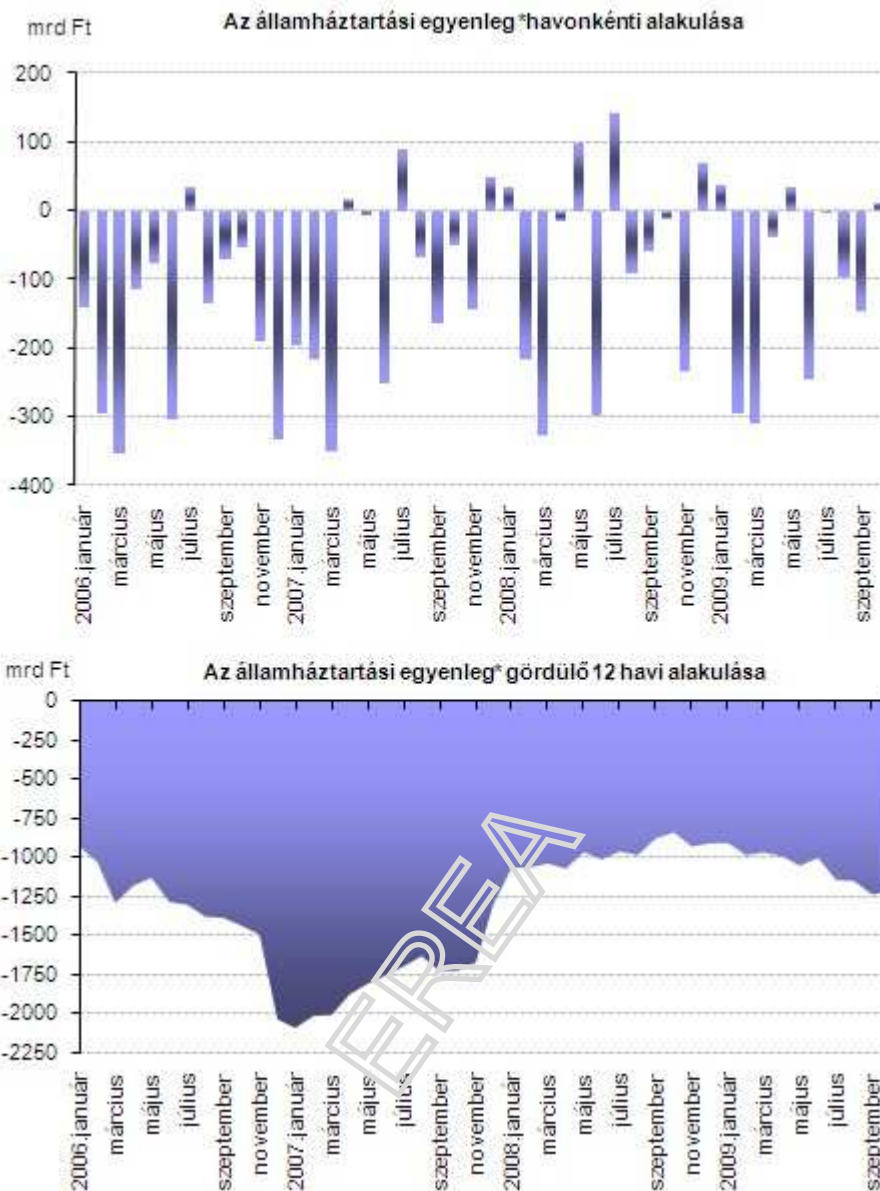 mrd Ft
Az államháztartási egyenleg *havonkénti alakulása
200
100
0
-100
-200
-300
-400
2006.január
március
május
július
szeptember
november
2007.január
március
május
július
szeptember
november
2008.január
március
május
július
szeptember
november
2009.január
március
május
július
szeptember
mrd Ft
Az államháztartási egyenleg* gördülő 12 havi alakulása
0
-250
-500
-750
-1000
-1250
-1500
-1750
-2000
-2250
2006.január
március
május
július
szeptember
november
2007.január
március
május
július
szeptember
november
2008.január
március
május
július
szeptember
november
2009.január
március
május
július
szeptember
EREA